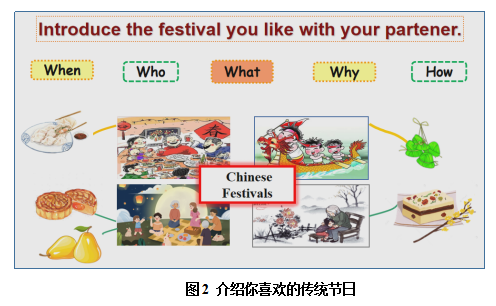 Introduce the festival you like with your partener.
When
Who
What
Why
How
春
Chinese
Festivals
图2 介绍你喜欢的传统节日